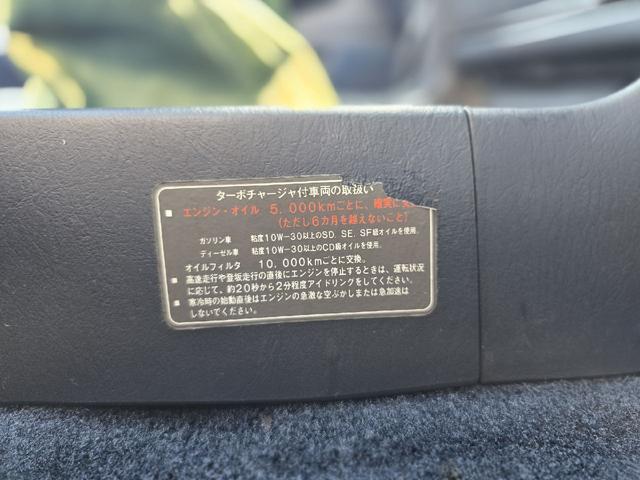 ターボチャージャ付車両の取扱い
■ エンジン・オイル 5,000kmごとに、確実に
(ただし6カ月を越えないこと)
ガソリン車 粘度10W-30以上のSD, SE, SF級オイルを使用。
ディーゼル車 粘度10W-30以上のCD級オイルを使用。
オイルフィルタ 10,000kmごとに交換。
■ 高速走行や登坂走行の直後にエンジンを停止するときは、運転状況
に応じて、約20秒から2分程度アイドリングをしてください。
■ 寒冷時の始動直後はエンジンの急激な空ぶかしまたは急加速は
しないでください。